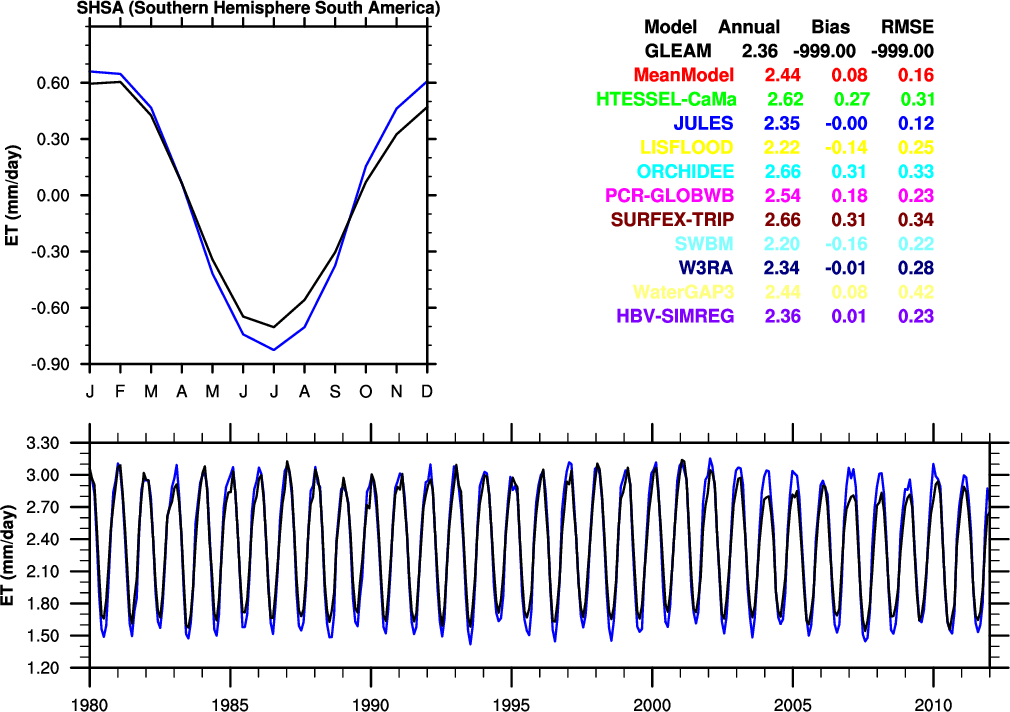 SHSA (Southern Hemisphere South America)
Model Annual Bias RMSE
GLEAM 2.36 -999.00 -999.00
MeanModel 2.44 0.08 0.16
HTESSEL-CaMa 2.62 0.27 0.31
JULES 2.35 -0.00 0.12
LISFLOOD 2.22 -0.14 0.25
ORCHIDEE 2.66 0.31 0.33
PCR-GLOBWB 2.54 0.18 0.23
SURFEX-TRIP 2.66 0.31 0.34
SWBM 2.20 -0.16 0.22
W3RA 2.34 -0.01 0.28
WaterGAP3 2.44 0.08 0.42
HBV-SIMREG 2.36 0.01 0.23
ET (mm/day)
0.60
0.30
0.00
-0.30
-0.60
-0.90
J F M A M J J A S O N D
ET (mm/day)
3.30
3.00
2.70
2.40
2.10
1.80
1.50
1.20
1980 1985 1990 1995 2000 2005 2010